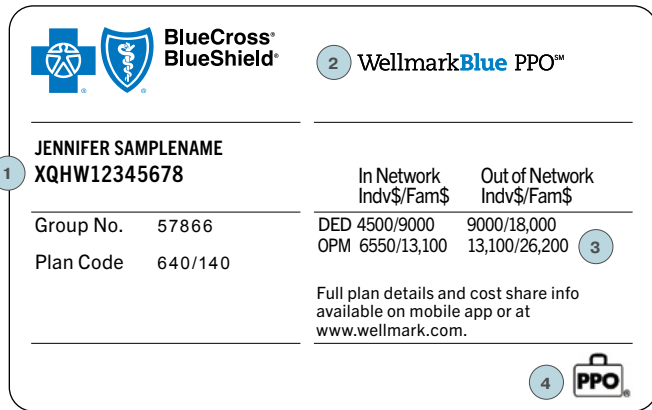 BlueCross®
BlueShield®
®
®
2 WellmarkBlue PPO℠
JENNIFER SAMPLENAME
1 XQHW12345678
Group No. 57866
Plan Code 640/140
In Network Out of Network
Indv$/Fam$ Indv$/Fam$
DED 4500/9000 9000/18,000
OPM 6550/13,100 13,100/26,200 3
Full plan details and cost share info
available on mobile app or at
www.wellmark.com.
4 PPO®